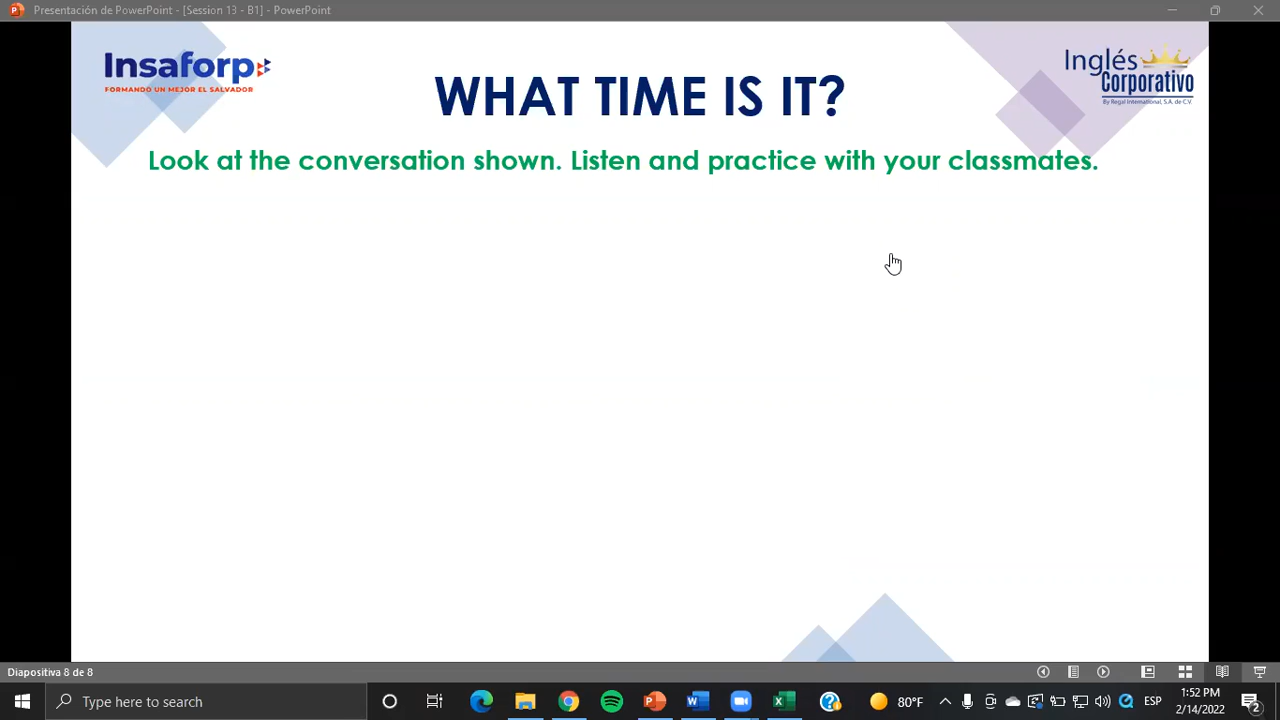 Presentación de PowerPoint - [Session 13 - B1] - PowerPoint
Insaforp
FORMANDO UN MEJOR EL SALVADOR
Inglés
Corporativo
By Regal International, S.A. de C.V.
WHAT TIME IS IT?
Look at the conversation shown. Listen and practice with your classmates.
Diapositiva 8 de 8
Type here to search
80°F
ESP
1:52 PM
2/14/2022
2